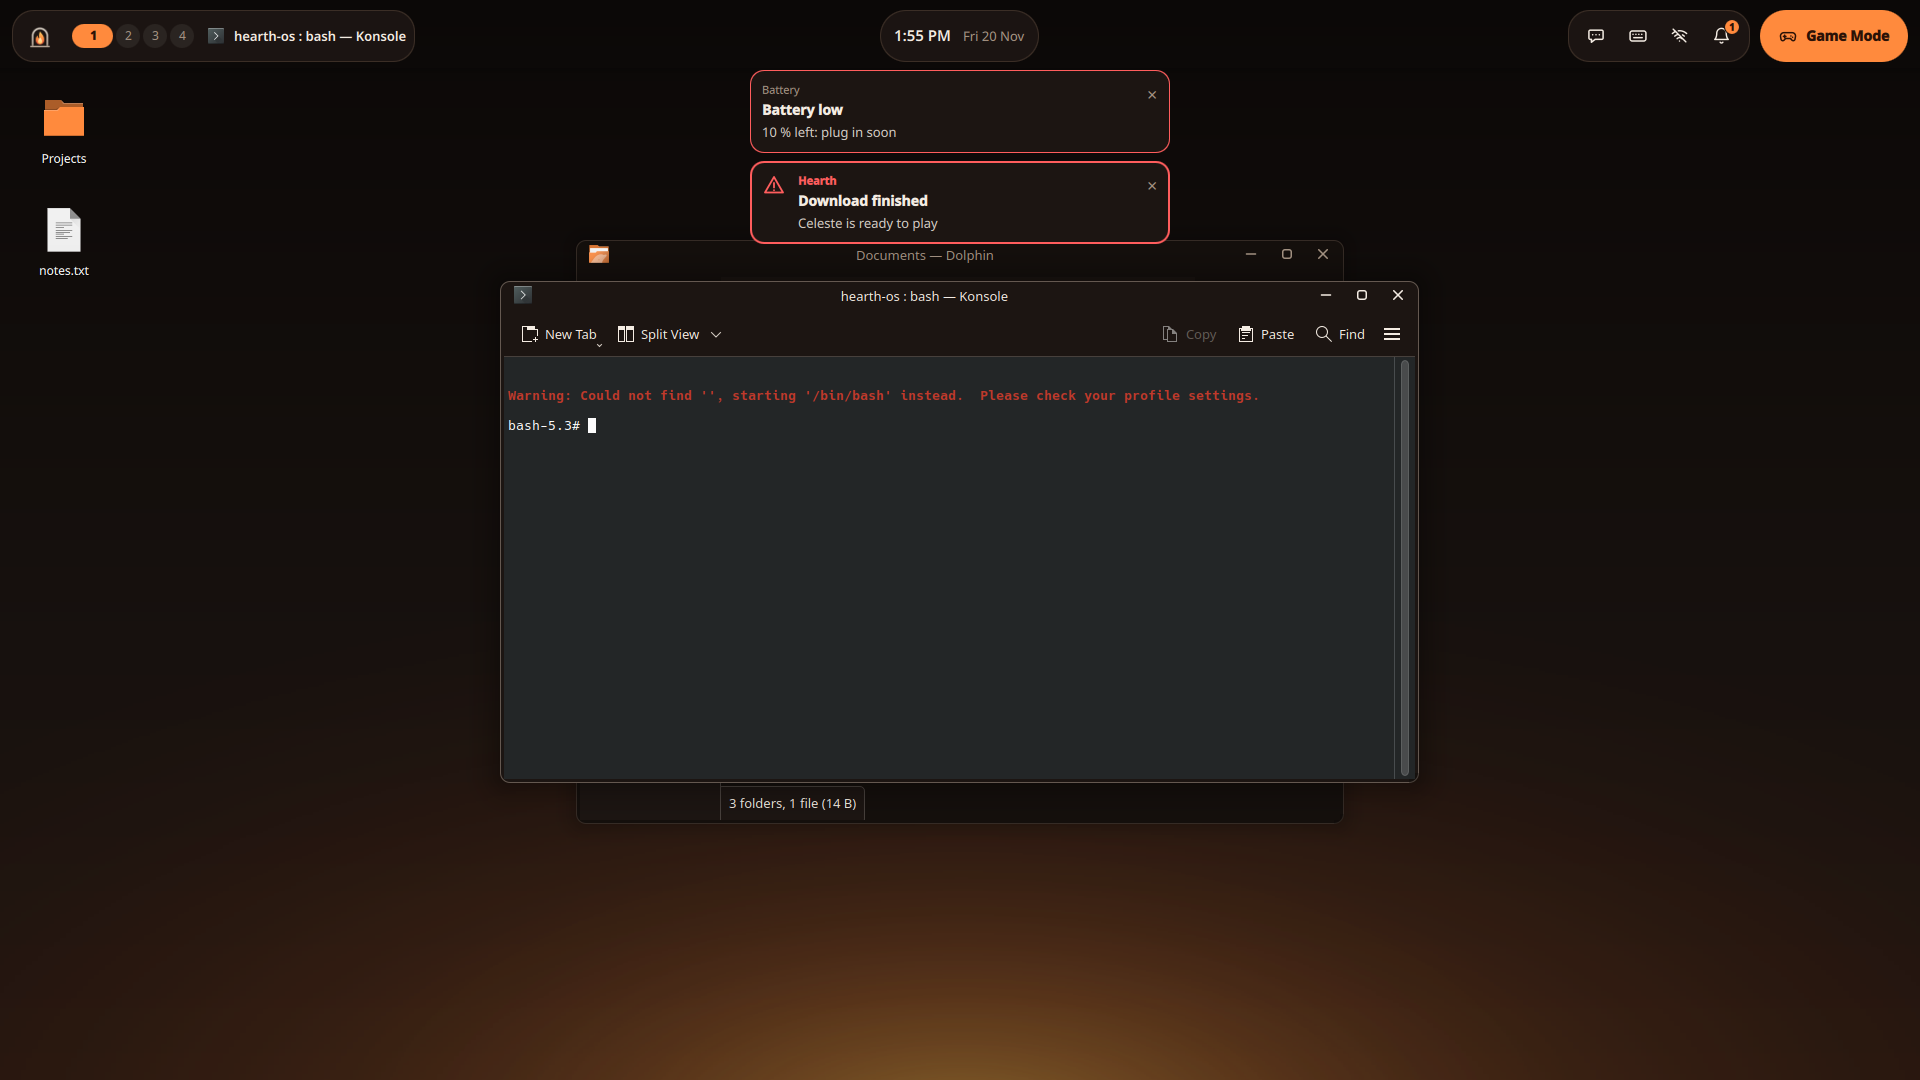 1 2 3 4 hearth-os : bash — Konsole
1:55 PM Fri 20 Nov
1
Game Mode
Projects
notes.txt
Battery
Battery low
10 % left: plug in soon
Hearth
Download finished
Celeste is ready to play
Documents — Dolphin
hearth-os : bash — Konsole
New Tab Split View Copy Paste Find
Warning: Could not find '', starting '/bin/bash' instead.  Please check your profile settings.
bash-5.3#
3 folders, 1 file (14 B)